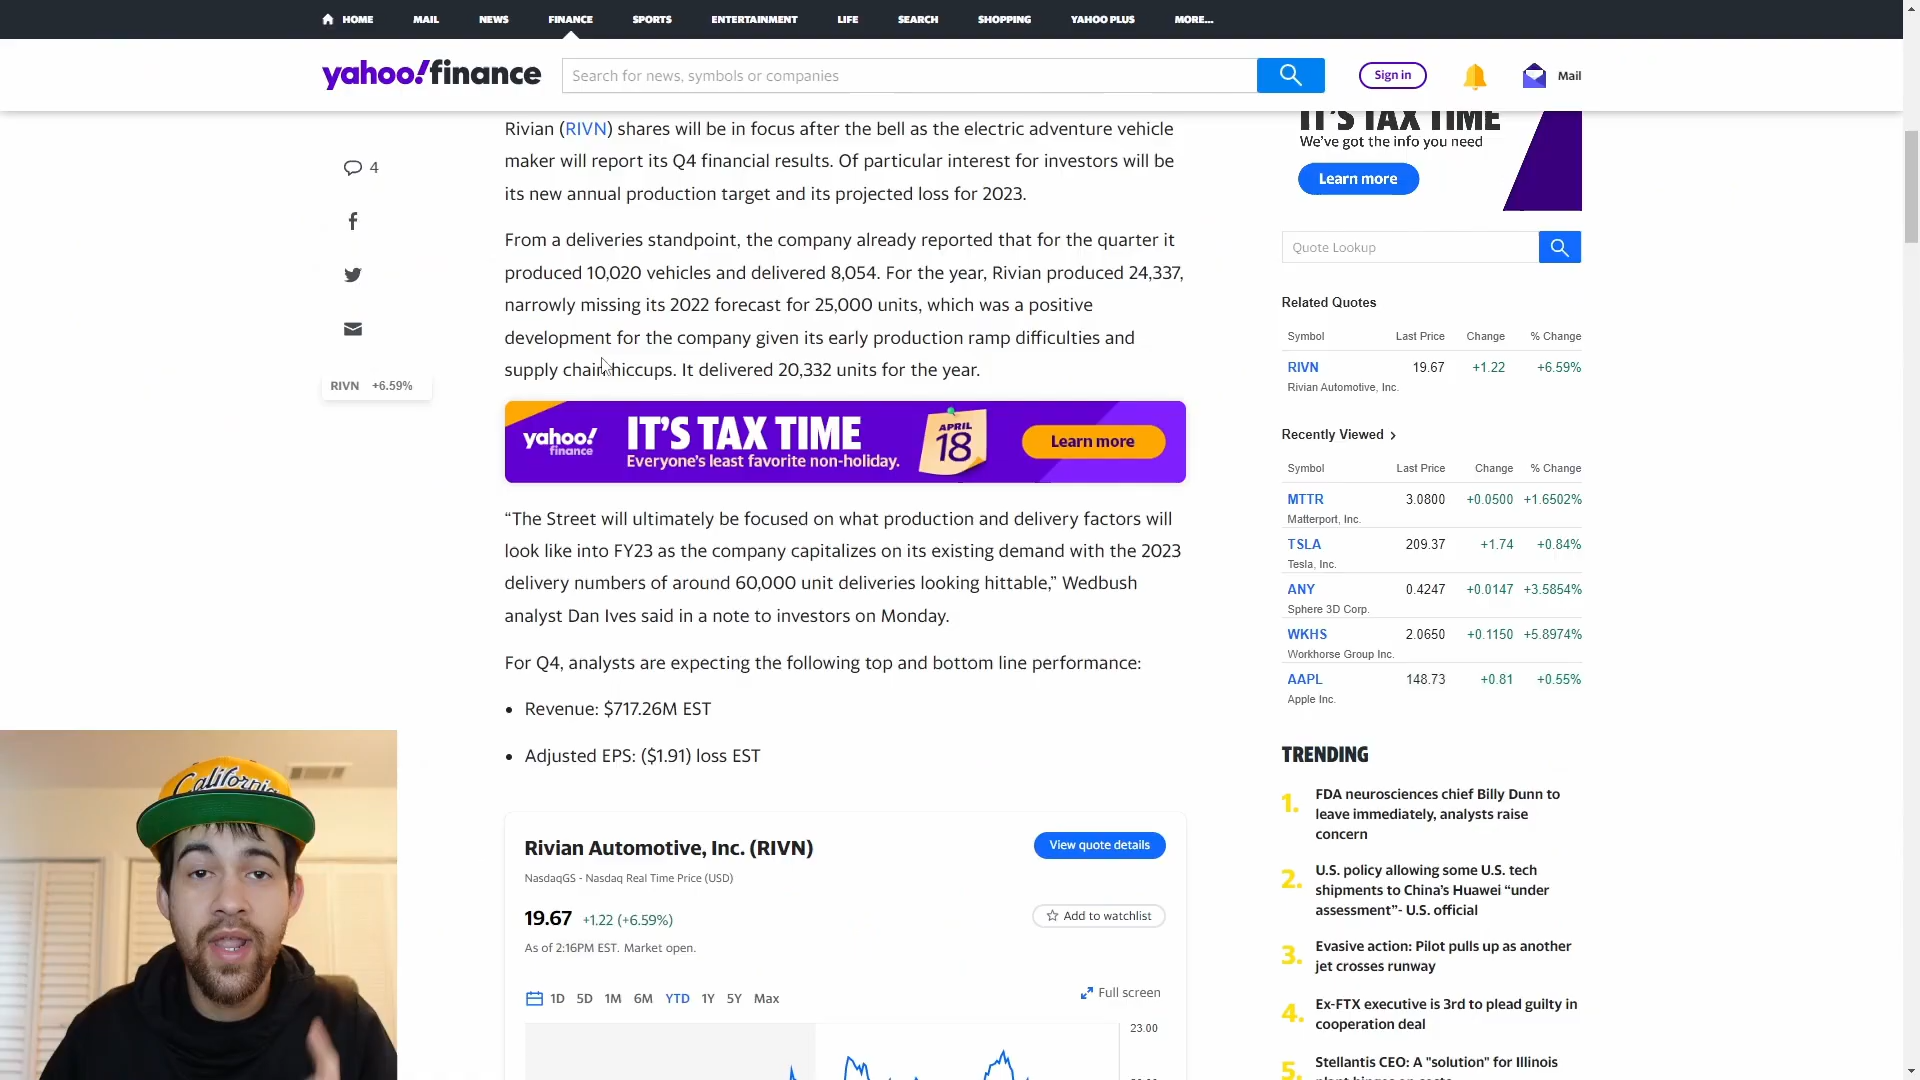 HOME MAIL NEWS FINANCE SPORTS ENTERTAINMENT LIFE SEARCH SHOPPING YAHOO PLUS MORE...
yahoo!finance
Search for news, symbols or companies
Sign in
Mail
4
RIVN +6.59%
Rivian (RIVN) shares will be in focus after the bell as the electric adventure vehicle
maker will report its Q4 financial results. Of particular interest for investors will be
its new annual production target and its projected loss for 2023.
From a deliveries standpoint, the company already reported that for the quarter it
produced 10,020 vehicles and delivered 8,054. For the year, Rivian produced 24,337,
narrowly missing its 2022 forecast for 25,000 units, which was a positive
development for the company given its early production ramp difficulties and
supply chain hiccups. It delivered 20,332 units for the year.
yahoo!
finance
IT'S TAX TIME
Everyone's least favorite non-holiday.
APRIL
18
Learn more
“The Street will ultimately be focused on what production and delivery factors will
look like into FY23 as the company capitalizes on its existing demand with the 2023
delivery numbers of around 60,000 unit deliveries looking hittable,” Wedbush
analyst Dan Ives said in a note to investors on Monday.
For Q4, analysts are expecting the following top and bottom line performance:
• Revenue: $717.26M EST
• Adjusted EPS: ($1.91) loss EST
Rivian Automotive, Inc. (RIVN)
View quote details
NasdaqGS - Nasdaq Real Time Price (USD)
19.67 +1.22 (+6.59%)
Add to watchlist
As of 2:16PM EST. Market open.
1D 5D 1M 6M YTD 1Y 5Y Max
Full screen
23.00
IT'S TAX TIME
We've got the info you need
Learn more
Quote Lookup
Related Quotes
Symbol Last Price Change % Change
RIVN 19.67 +1.22 +6.59%
Rivian Automotive, Inc.
Recently Viewed
Symbol Last Price Change % Change
MTTR 3.0800 +0.0500 +1.6502%
Matterport, Inc.
TSLA 209.37 +1.74 +0.84%
Tesla, Inc.
ANY 0.4247 +0.0147 +3.5854%
Sphere 3D Corp.
WKHS 2.0650 +0.1150 +5.8974%
Workhorse Group Inc.
AAPL 148.73 +0.81 +0.55%
Apple Inc.
TRENDING
1. FDA neurosciences chief Billy Dunn to
leave immediately, analysts raise
concern
2. U.S. policy allowing some U.S. tech
shipments to China's Huawei “under
assessment”- U.S. official
3. Evasive action: Pilot pulls up as another
jet crosses runway
4. Ex-FTX executive is 3rd to plead guilty in
cooperation deal
5. Stellantis CEO: A "solution" for Illinois
California